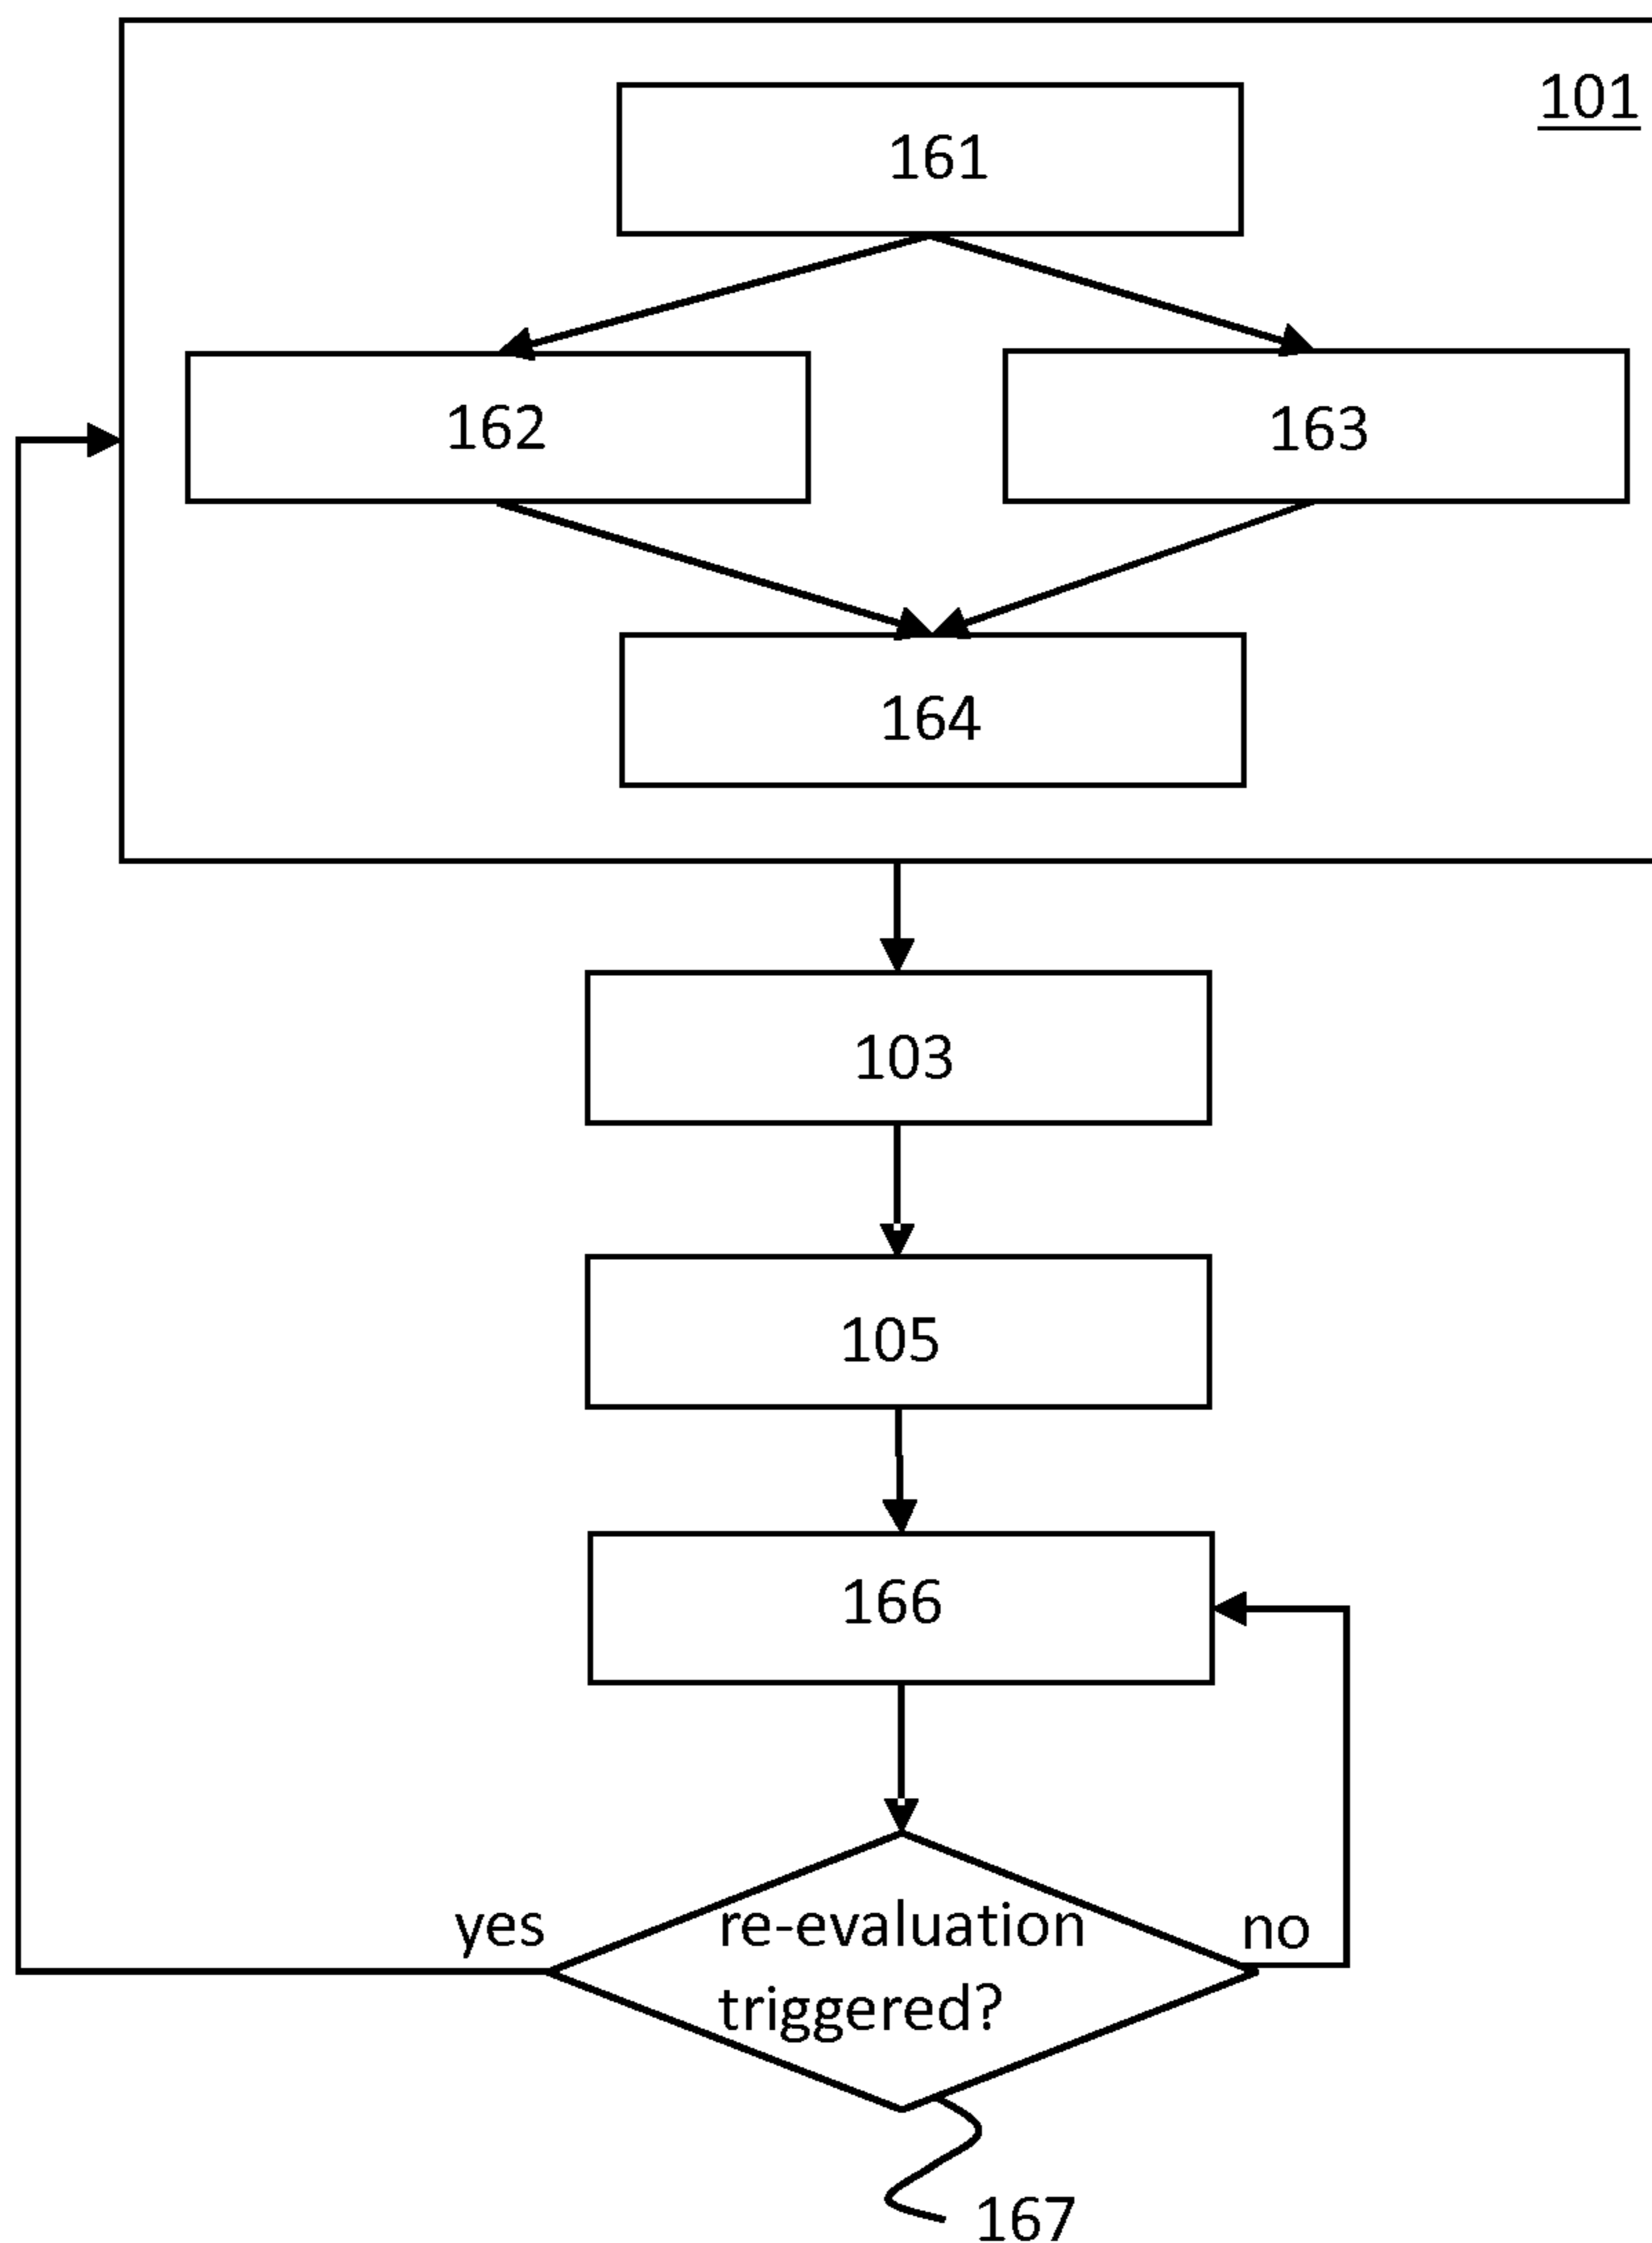 101
161
162
163
164
103
105
166
yes
re-evaluation
no
triggered?
167